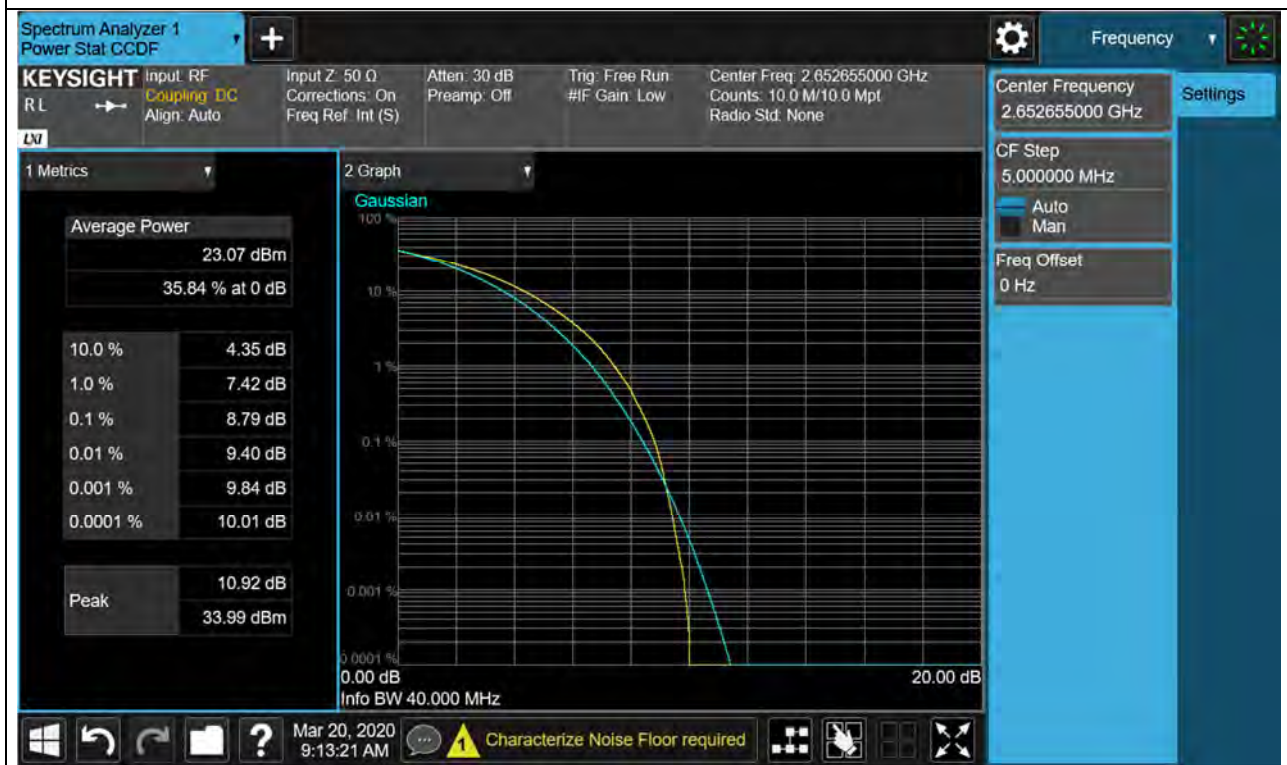 Spectrum Analyzer 1
Power Stat CCDF
Frequency
KEYSIGHT
R L
LXI
Input: RF
Coupling: DC
Align: Auto
Input Z: 50 Ω
Corrections: On
Freq Ref: Int (S)
Atten: 30 dB
Preamp: Off
Trig: Free Run
#IF Gain: Low
Center Freq: 2.652655000 GHz
Counts: 10.0 M/10.0 Mpt
Radio Std: None
Center Frequency
2.652655000 GHz
Settings
CF Step
5.000000 MHz
Auto
Man
Freq Offset
0 Hz
1 Metrics
Average Power
23.07 dBm
35.84 % at 0 dB
10.0 % 4.35 dB
1.0 % 7.42 dB
0.1 % 8.79 dB
0.01 % 9.40 dB
0.001 % 9.84 dB
0.0001 % 10.01 dB
Peak
10.92 dB
33.99 dBm
2 Graph
Gaussian
100 %
10 %
1 %
0.1 %
0.01 %
0.001 %
0.0001 %
0.00 dB 20.00 dB
Info BW 40.000 MHz
?
Mar 20, 2020
9:13:21 AM
1
Characterize Noise Floor required